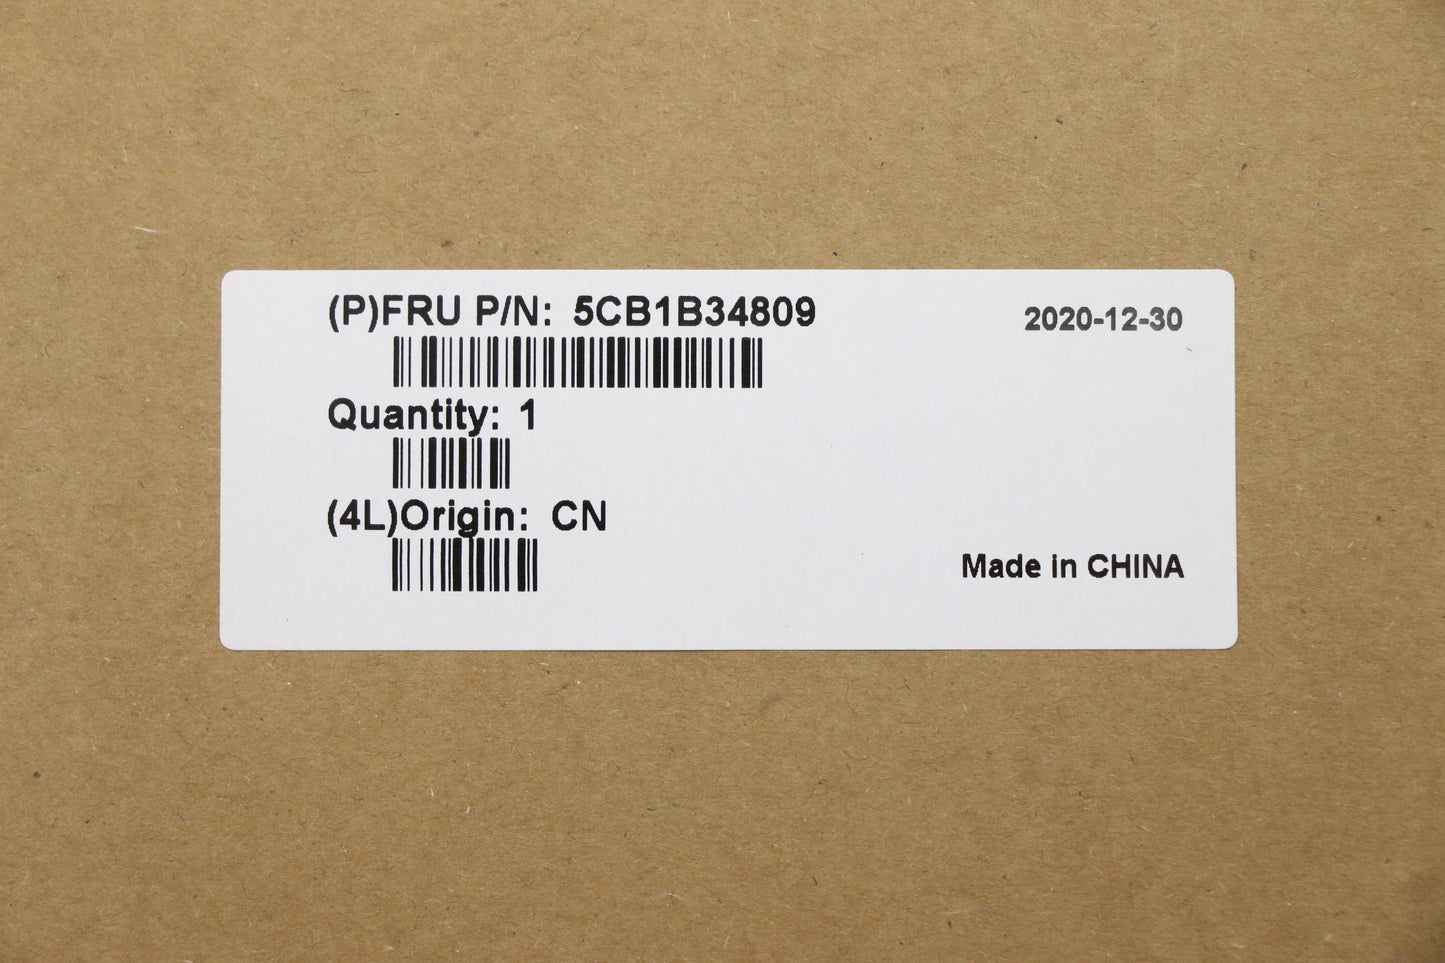 (P)FRU P/N: 5CB1B34809
2020-12-30
Quantity: 1
(4L)Origin: CN
Made in CHINA